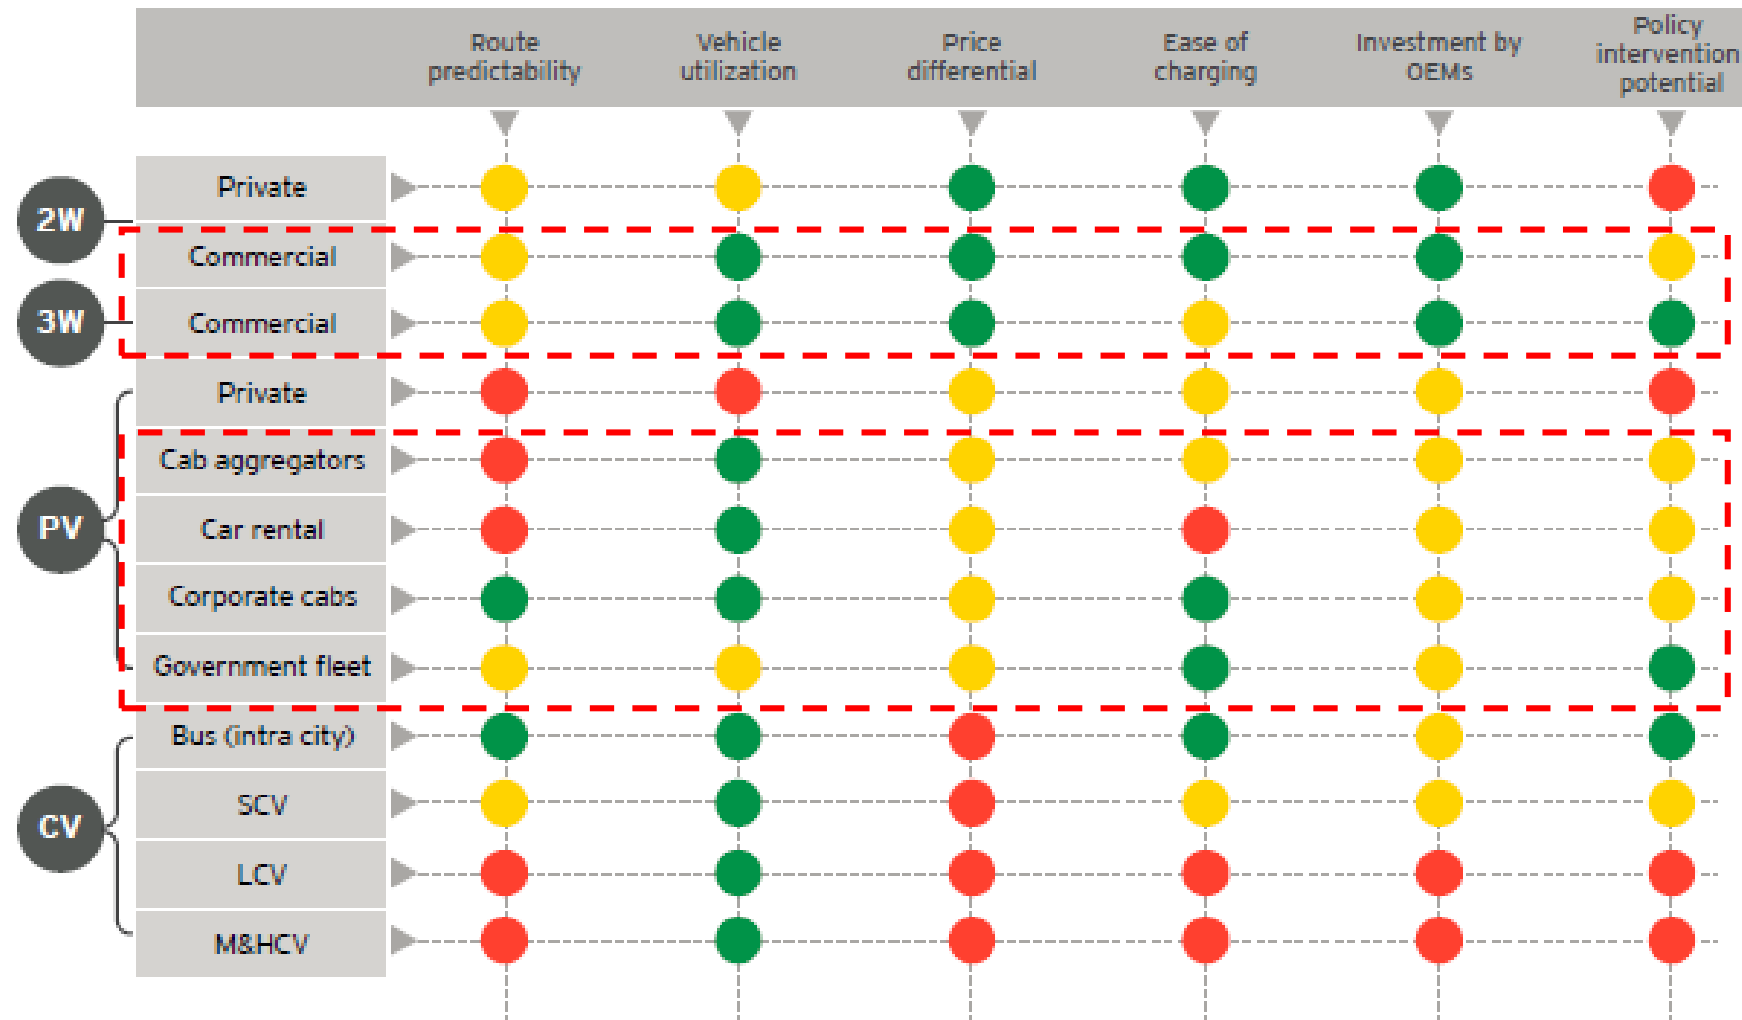 Route
predictability
Vehicle
utilization
Price
differential
Ease of
charging
Investment by
OEMs
Policy
intervention
potential
2W
Private
Commercial
3W
Commercial
PV
Private
Cab aggregators
Car rental
Corporate cabs
Government fleet
CV
Bus (intra city)
SCV
LCV
M&HCV